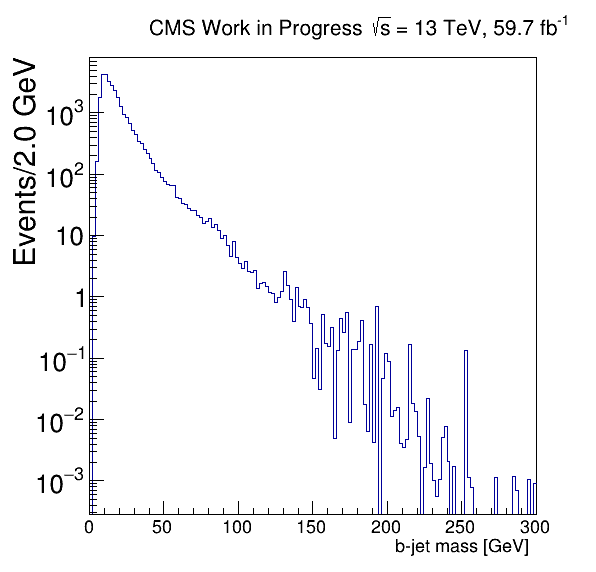 CMS Work in Progress √s = 13 TeV, 59.7 fb⁻¹
Events/2.0 GeV
10³
10²
10
1
10⁻¹
10⁻²
10⁻³
0 50 100 150 200 250 300
b-jet mass [GeV]